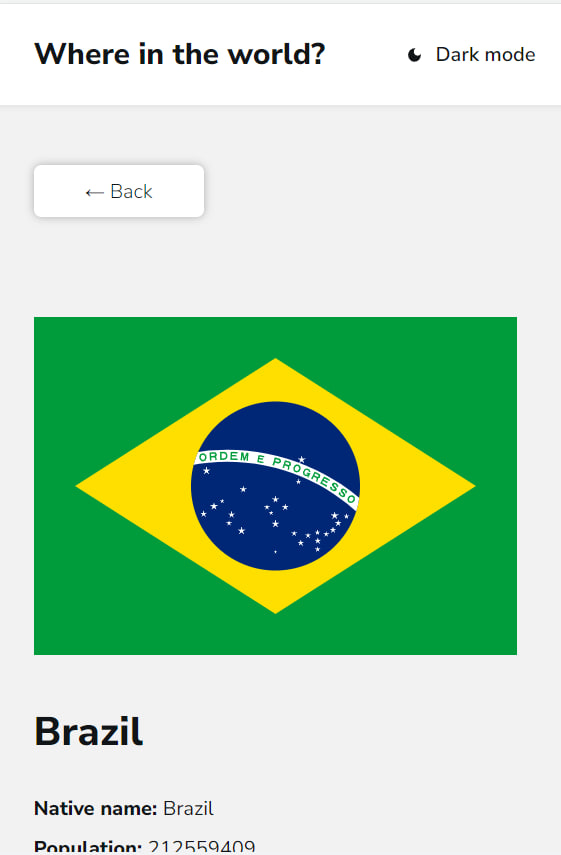 Where in the world?
Dark mode
← Back
ORDEM E PROGRESSO
Brazil
Native name: Brazil
Population: 212559409